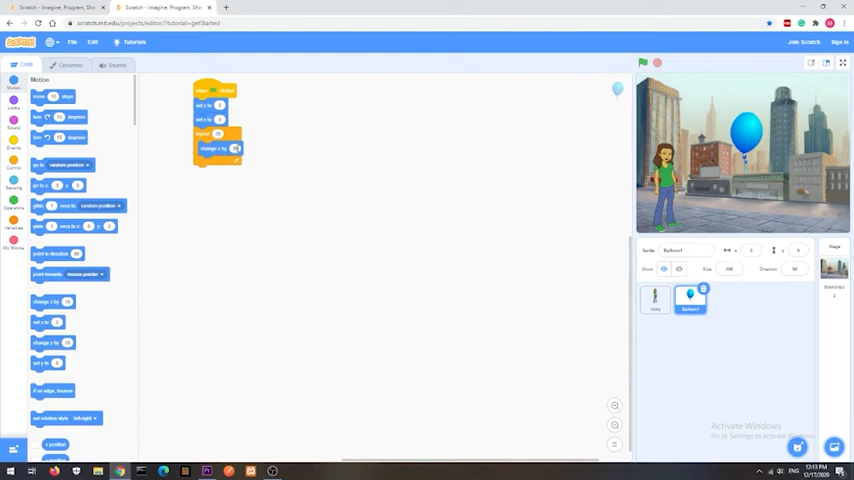 Scratch - Imagine, Program, Sha
Scratch - Imagine, Program, Sha
scratch.mit.edu/projects/editor/?tutorial=getStarted
SCRATCH
File
Edit
Tutorials
Join Scratch
Sign in
Code
Costumes
Sounds
Motion
Motion
Looks
Sound
Events
Control
Sensing
Operators
Variables
My Blocks
move 10 steps
turn 15 degrees
turn 15 degrees
go to random position
go to x: 0 y: 0
glide 1 secs to random position
glide 1 secs to x: 0 y: 0
point in direction 90
point towards mouse-pointer
change x by 10
set x to 0
change y by 10
set y to 0
if on edge, bounce
set rotation style left-right
x position
y position
when clicked
set y to 0
set x to 0
repeat
change x by
Sprite
Balloon1
x
y
Show
Size
100
Direction
90
Abby
Balloon1
Stage
Backdrops
2
Activate Windows
Go to Settings to activate Windows.
ENG
12:13 PM
12/17/2020